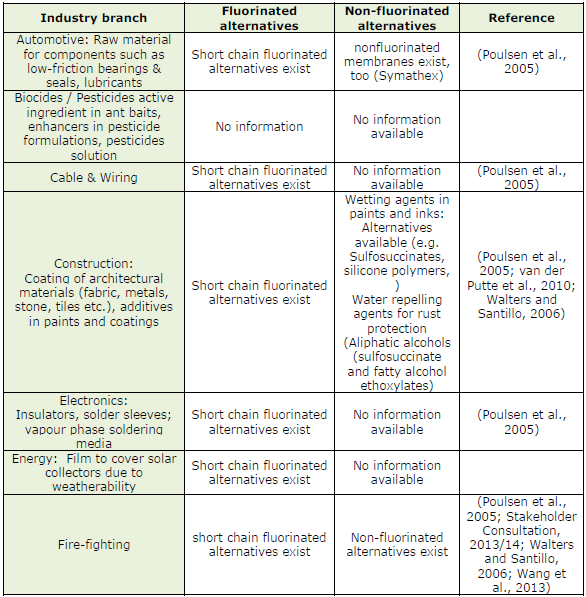 Industry branch
Fluorinated
alternatives
Non-fluorinated
alternatives
Reference
Automotive: Raw material
for components such as
low-friction bearings &
seals, lubricants
Short chain fluorinated
alternatives exist
nonfluorinated
membranes exist,
too (Symathex)
(Poulsen et al.,
2005)
Biocides / Pesticides active
ingredient in ant baits,
enhancers in pesticide
formulations, pesticides
solution
No information
No information
available
Cable & Wiring
Short chain fluorinated
alternatives exist
No information
available
(Poulsen et al.,
2005)
Construction:
Coating of architectural
materials (fabric, metals,
stone, tiles etc.), additives
in paints and coatings
Short chain fluorinated
alternatives exist
Wetting agents in
paints and inks:
Alternatives
available (e.g.
Sulfosuccinates,
silicone polymers,
)
Water repelling
agents for rust
protection
(Aliphatic alcohols
(sulfosuccinate
and fatty alcohol
ethoxylates)
(Poulsen et al.,
2005; van der
Putte et al., 2010;
Walters and
Santillo, 2006)
Electronics:
Insulators, solder sleeves;
vapour phase soldering
media
Short chain fluorinated
alternatives exist
No information
available
(Poulsen et al.,
2005)
Energy: Film to cover solar
collectors due to
weatherability
Short chain fluorinated
alternatives exist
No information
available
Fire-fighting
short chain fluorinated
alternatives exist
Non-fluorinated
alternatives exist
(Poulsen et al.,
2005; Stakeholder
Consultation,
2013/14; Walters
and Santillo,
2006; Wang et
al., 2013)